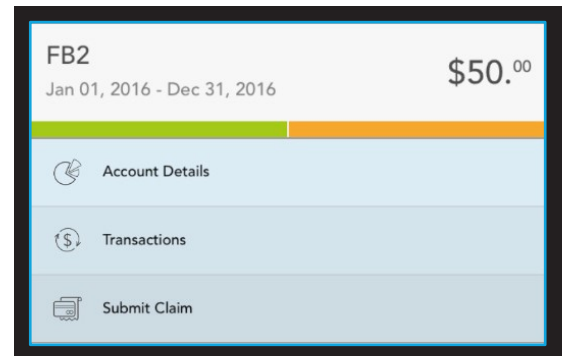 FB2
$50.00
Jan 01, 2016 - Dec 31, 2016
Account Details
Transactions
Submit Claim